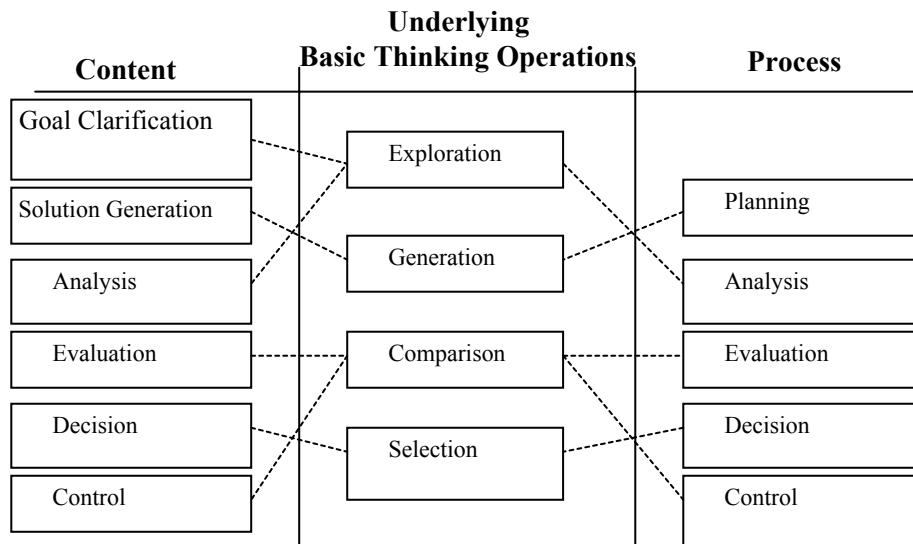 Underlying
Basic Thinking Operations
Content
Process
Goal Clarification
Solution Generation
Analysis
Evaluation
Decision
Control
Exploration
Generation
Comparison
Selection
Planning
Analysis
Evaluation
Decision
Control